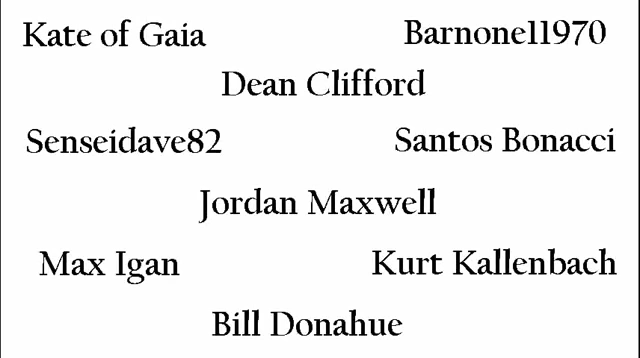 Kate of Gaia
Barnone11970
Dean Clifford
Senseidave82
Santos Bonacci
Jordan Maxwell
Max Igan
Kurt Kallenbach
Bill Donahue